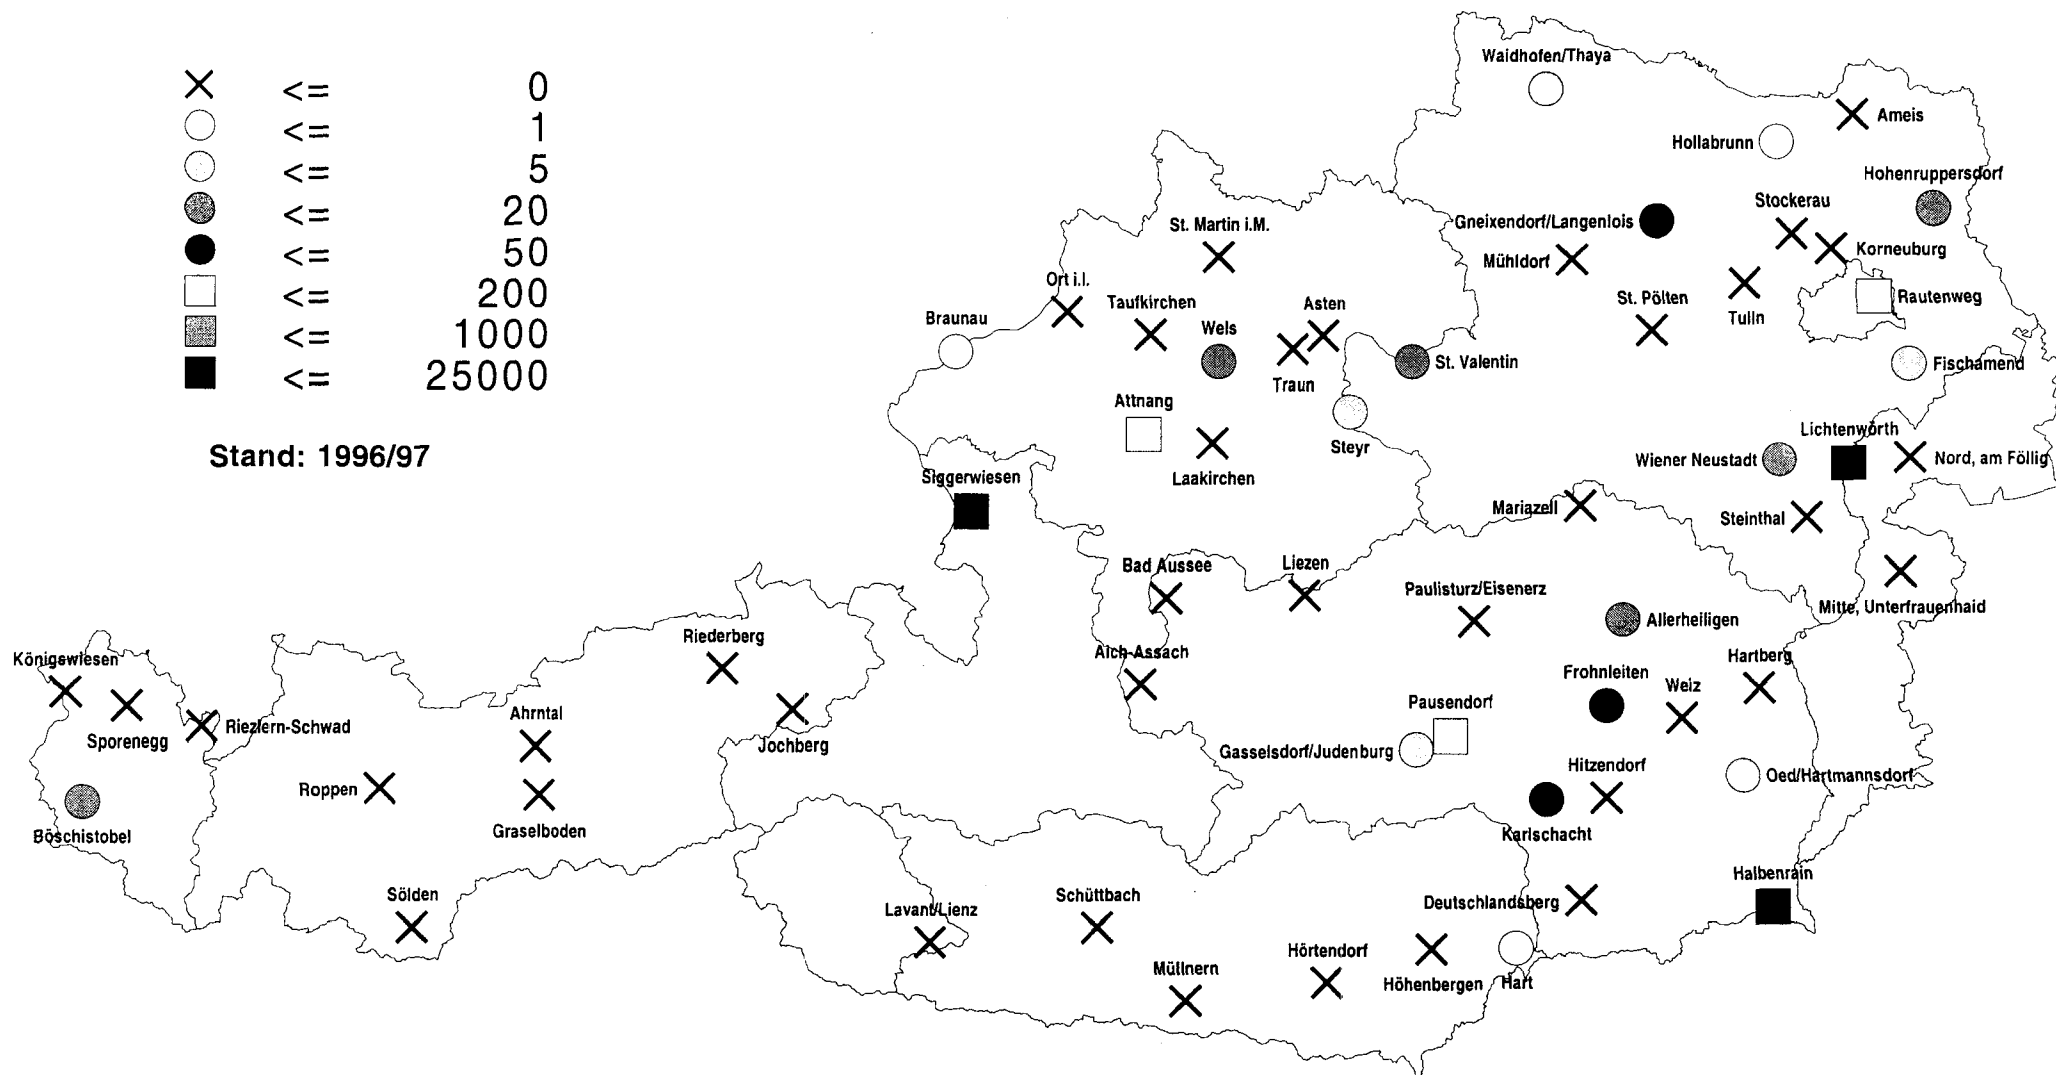 <= 0
<= 1
<= 5
<= 20
<= 50
<= 200
<= 1000
<= 25000
Stand: 1996/97
Waidhofen/Thaya
Ameis
Hollabrunn
Hohenruppersdorf
Stockerau
Gneixendorf/Langenlois
St. Martin i.M.
Korneuburg
Mühldorf
Ort i.I.
Taufkirchen
Asten
St. Pölten
Rautenweg
Braunau
Wels
Tulln
Traun
St. Valentin
Fischamend
Attnang
Steyr
Lichtenwörth
Wiener Neustadt
Nord, am Föllig
Siggerwiesen
Laakirchen
Mariazell
Steinthal
Bad Aussee
Liezen
Paulisturz/Eisenerz
Mitte, Unterfrauenhaid
Allerheiligen
Riederberg
Königswiesen
Aich-Assach
Hartberg
Frohnleiten
Weiz
Pausendorf
Ahrntal
Riezlern-Schwad
Sporenegg
Jochberg
Gasselsdorf/Judenburg
Hitzendorf
Oed/Hartmannsdorf
Roppen
Graselboden
Böschistobel
Karlschacht
Halbenrain
Sölden
Schüttbach
Lavant/Lienz
Deutschlandsberg
Hörtendorf
Müllnern
Höhenbergen
Hart